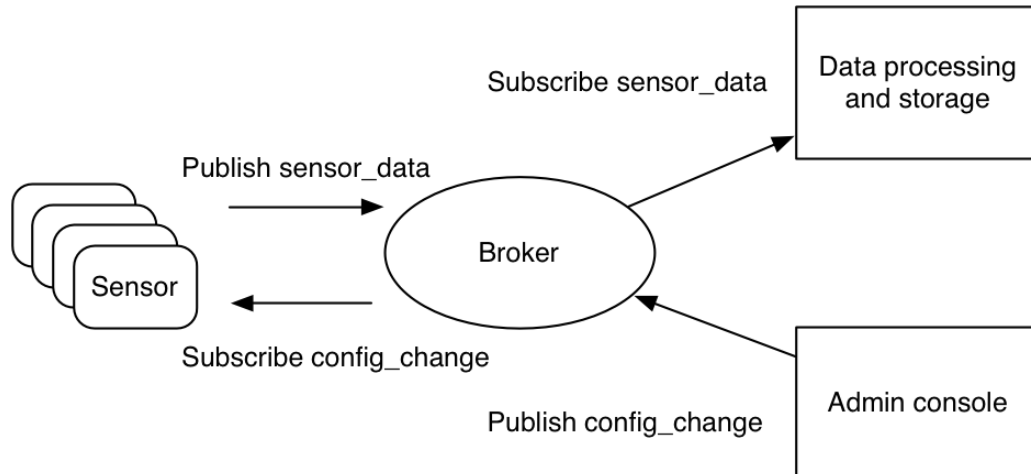 Subscribe sensor_data
Data processing
and storage
Publish sensor_data
Broker
Sensor
Subscribe config_change
Publish config_change
Admin console